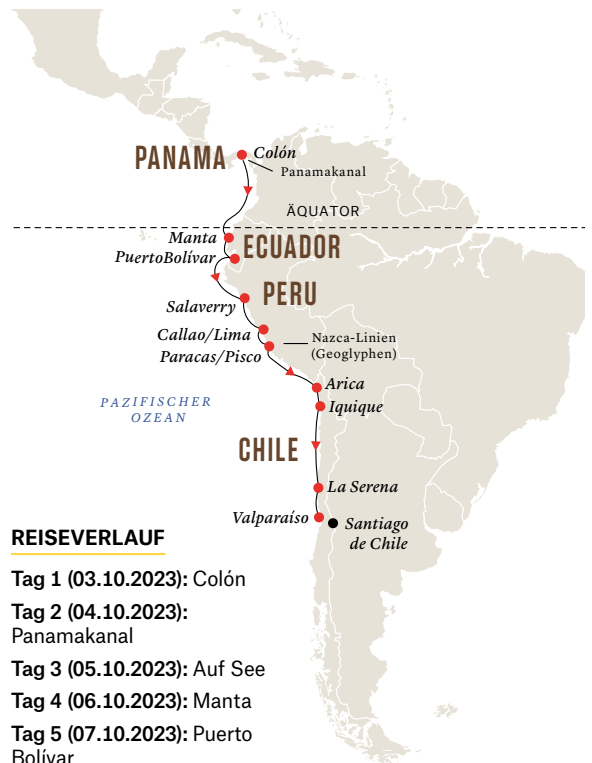 PANAMA
Colón
Panamakanal
ÄQUATOR
Manta
ECUADOR
PuertoBolívar
PERU
Salaverry
Callao/Lima
Nazca-Linien
(Geoglyphen)
Paracas/Pisco
Arica
PAZIFISCHER
OZEAN
Iquique
CHILE
La Serena
Valparaíso
Santiago
de Chile
REISEVERLAUF
Tag 1 (03.10.2023): Colón
Tag 2 (04.10.2023):
Panamakanal
Tag 3 (05.10.2023): Auf See
Tag 4 (06.10.2023): Manta
Tag 5 (07.10.2023): Puerto
Bolívar